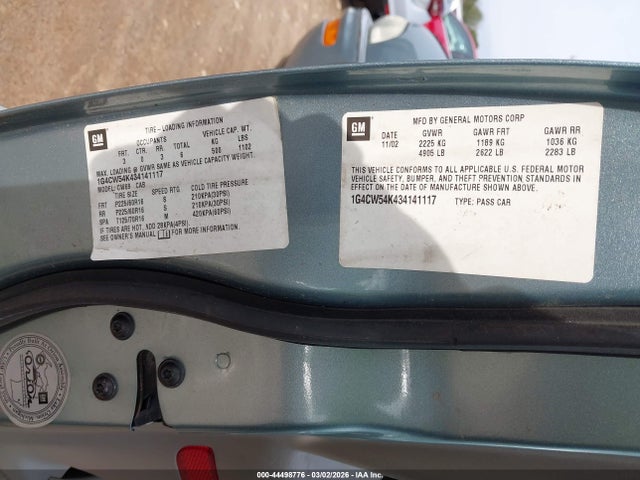 GM
TIRE - LOADING INFORMATION
OCCUPANTS VEHICLE CAP. WT.
FRT. CTR. RR. TOTAL KG LBS
3 0 3 6 500 1102
MAX. LOADING @ GVWR SAME AS VEHICLE CAPACITY WEIGHT.
1G4CW54K434141117
MODEL: CW69 CAB
TIRE SIZE SPEED RTG COLD TIRE PRESSURE
FRT P225/60R16 S 210KPA(30PSI)
RR P225/60R16 S 210KPA(30PSI)
SPA T125/70R16 M 420KPA(60PSI)
IF TIRES ARE HOT, ADD 28KPA(4PSI).
SEE OWNER'S MANUAL FOR MORE INFORMATION
GM
MFD BY GENERAL MOTORS CORP
DATE GVWR GAWR FRT GAWR RR
11/02 2225 KG 1189 KG 1036 KG
4905 LB 2622 LB 2283 LB
THIS VEHICLE CONFORMS TO ALL APPLICABLE U.S. FEDERAL MOTOR
VEHICLE SAFETY, BUMPER, AND THEFT PREVENTION STANDARDS IN
EFFECT ON THE DATE OF MANUFACTURE SHOWN ABOVE.
1G4CW54K434141117 TYPE: PASS CAR
000-44498776 - 03/02/2026 - IAA Inc.